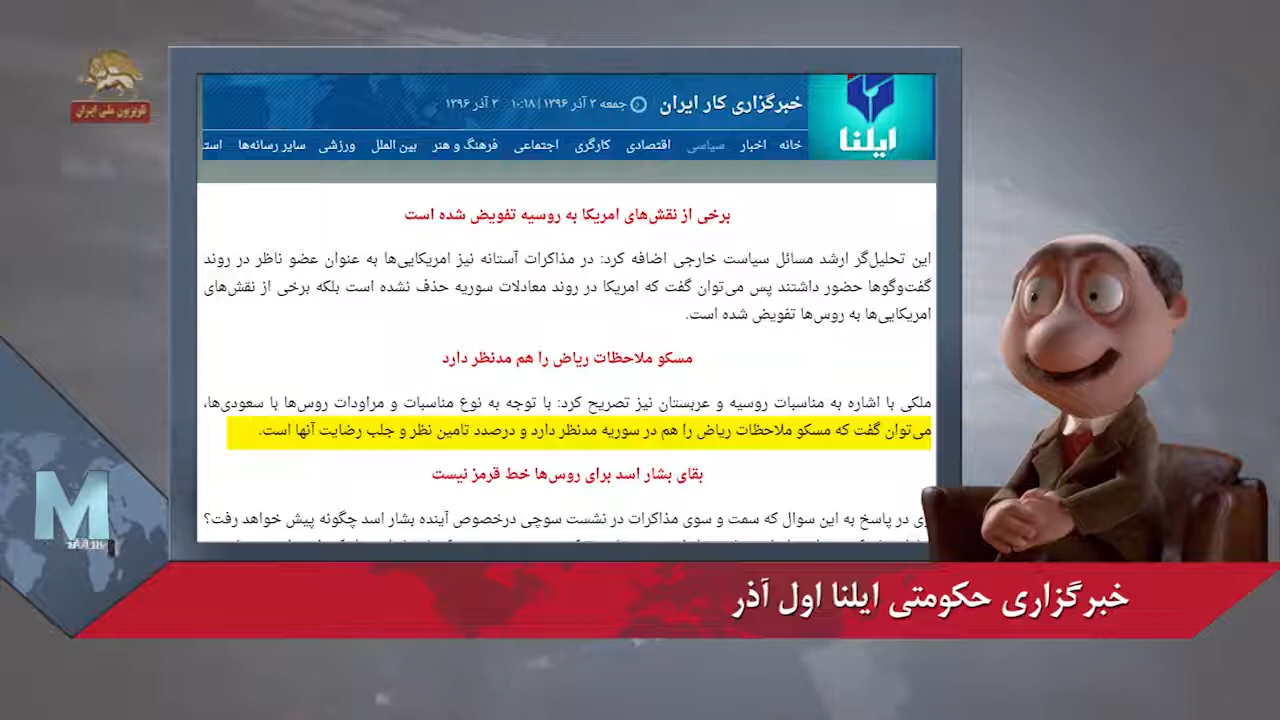 تلویزیون ملی ایران
خبرگزاری کار ایران
جمعه ۳ آذر ۱۳۹۶ | ۱۰:۱۸
۳ آذر ۱۳۹۶
ایلنا
خانه اخبار سیاسی اقتصادی کارگری اجتماعی فرهنگ و هنر بین الملل ورزشی سایر رسانه‌ها
برخی از نقش‌های امریکا به روسیه تفویض شده است
این تحلیل‌گر ارشد مسائل سیاست خارجی اضافه کرد: در مذاکرات آستانه نیز امریکایی‌ها به عنوان عضو ناظر در روند
گفت‌وگوها حضور داشتند پس می‌توان گفت که امریکا در روند معادلات سوریه حذف نشده است بلکه برخی از نقش‌های
امریکایی‌ها به روس‌ها تفویض شده است.
مسکو ملاحظات ریاض را هم مدنظر دارد
ملکی با اشاره به مناسبات روسیه و عربستان نیز تصریح کرد: با توجه به نوع مناسبات و مراودات روس‌ها با سعودی‌ها،
می‌توان گفت که مسکو ملاحظات ریاض را هم در سوریه مدنظر دارد و درصدد تامین نظر و جلب رضایت آنها است.
بقای بشار اسد برای روس‌ها خط قرمز نیست
در پاسخ به این سوال که سمت و سوی مذاکرات در نشست سوچی درخصوص آینده بشار اسد چگونه پیش خواهد رفت؟
M
خبرگزاری حکومتی ایلنا اول آذر